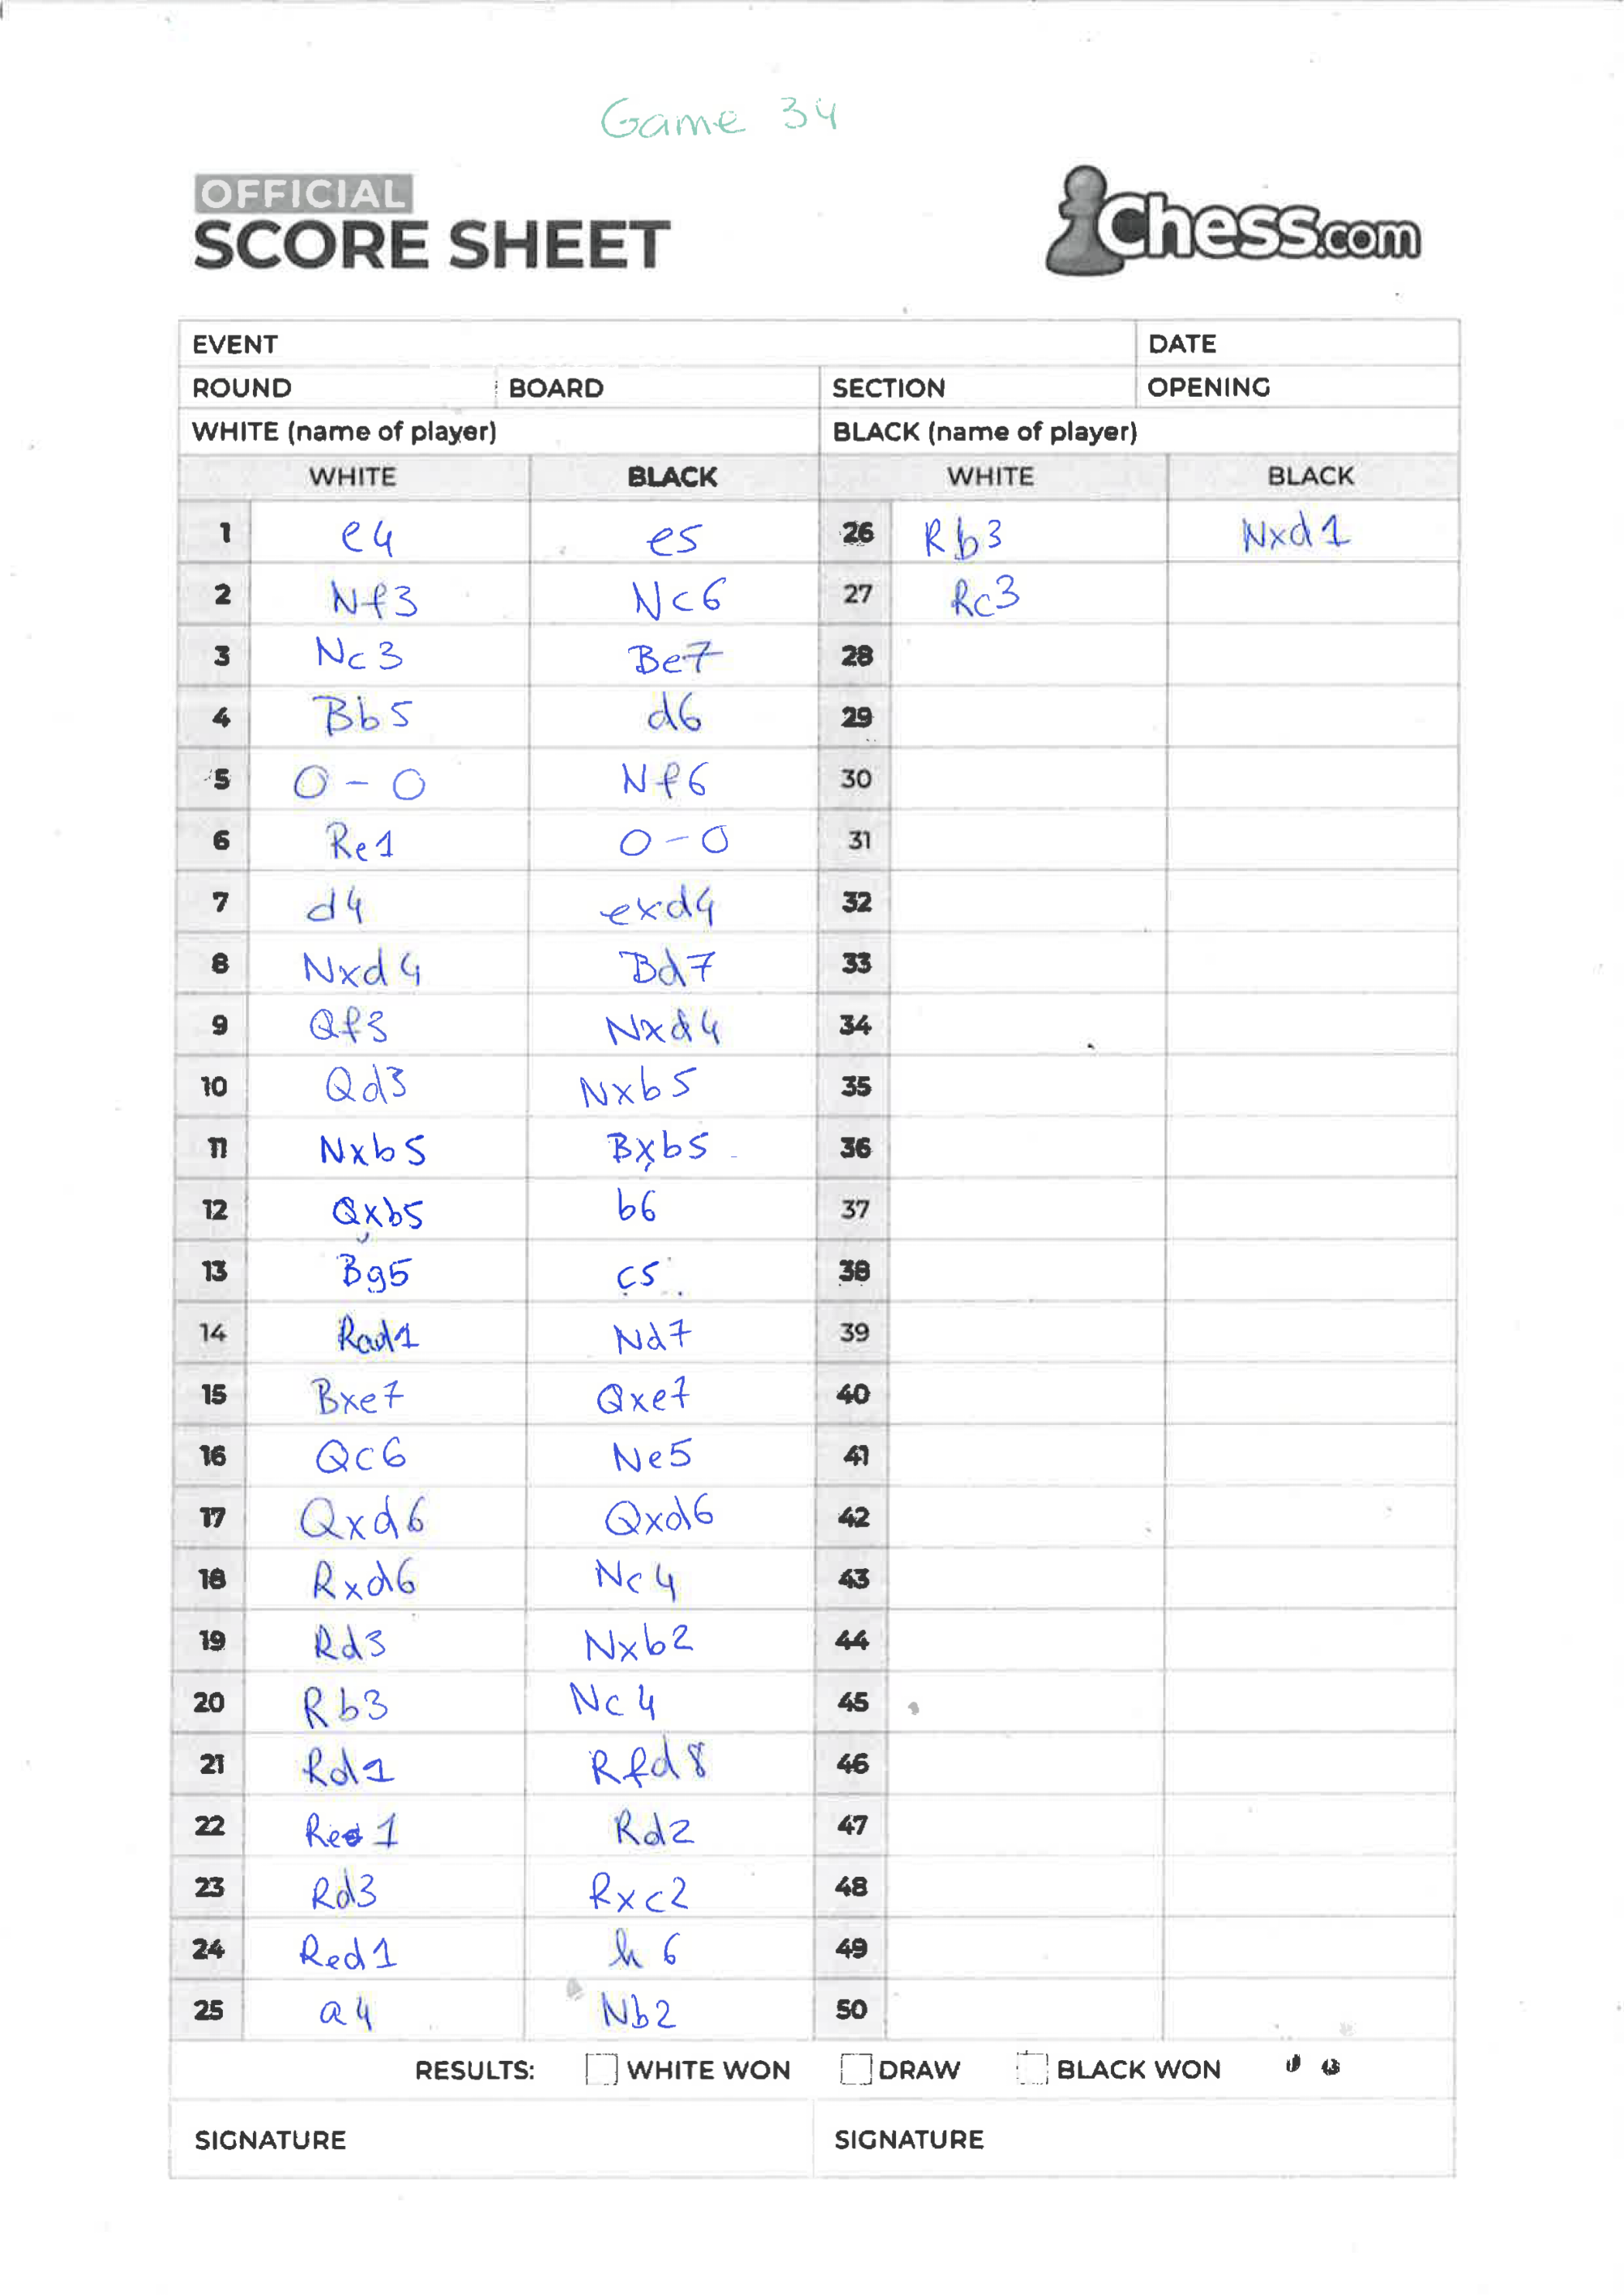 Game 34
OFFICIAL
SCORE SHEET
Chess.com
EVENT DATE
ROUND BOARD SECTION OPENING
WHITE (name of player) BLACK (name of player)
WHITE BLACK WHITE BLACK
1 e4 e5 26 Rb3 Nxd1
2 Nf3 Nc6 27 Rc3
3 Nc3 Be7 28
4 Bb5 d6 29
5 O-O Nf6 30
6 Re1 O-O 31
7 d4 exd4 32
8 Nxd4 Bd7 33
9 Qf3 Nxd4 34
10 Qd3 Nxb5 35
11 Nxb5 Bxb5 36
12 Qxb5 b6 37
13 Bg5 c5 38
14 Rad1 Nd7 39
15 Bxe7 Qxe7 40
16 Qc6 Ne5 41
17 Qxd6 Qxd6 42
18 Rxd6 Nc4 43
19 Rd3 Nxb2 44
20 Rb3 Nc4 45
21 Rd1 Rfd8 46
22 Re1 Rd2 47
23 Rd3 Rxc2 48
24 Red1 h6 49
25 a4 Nb2 50
RESULTS: WHITE WON DRAW BLACK WON
SIGNATURE SIGNATURE